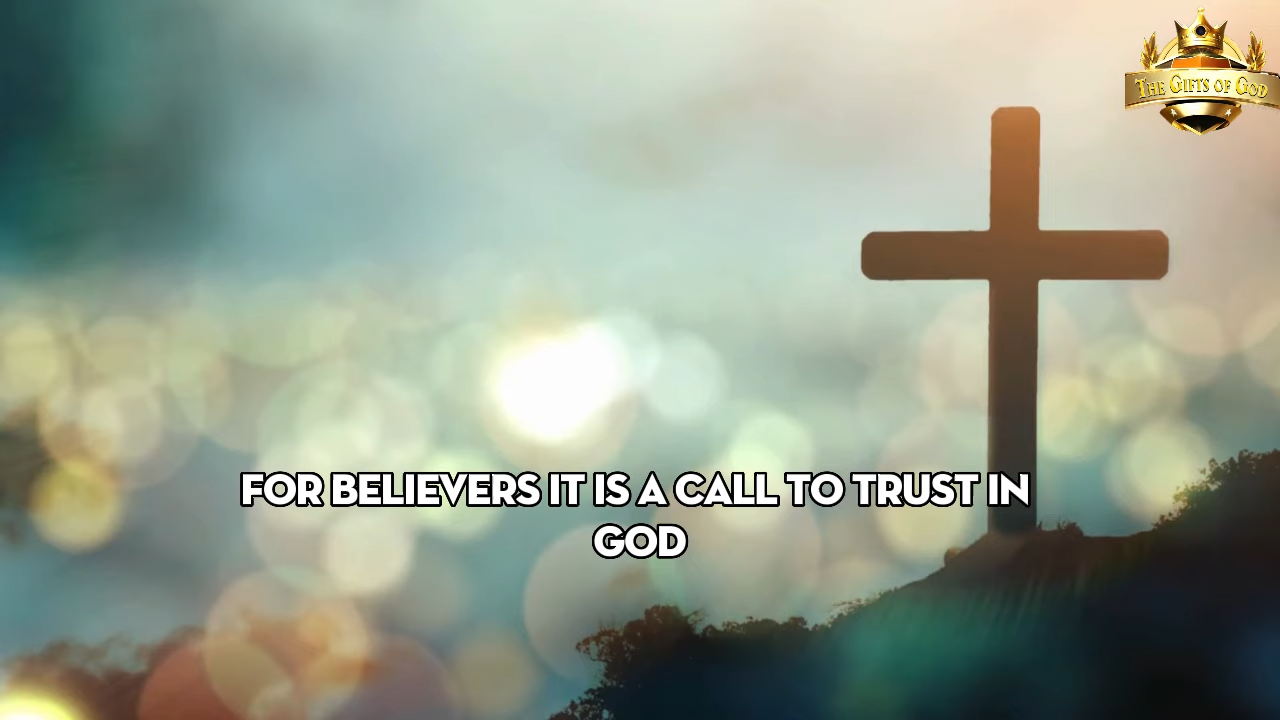 THE GIFTS OF GOD
FOR BELIEVERS IT IS A CALL TO TRUST IN
GOD